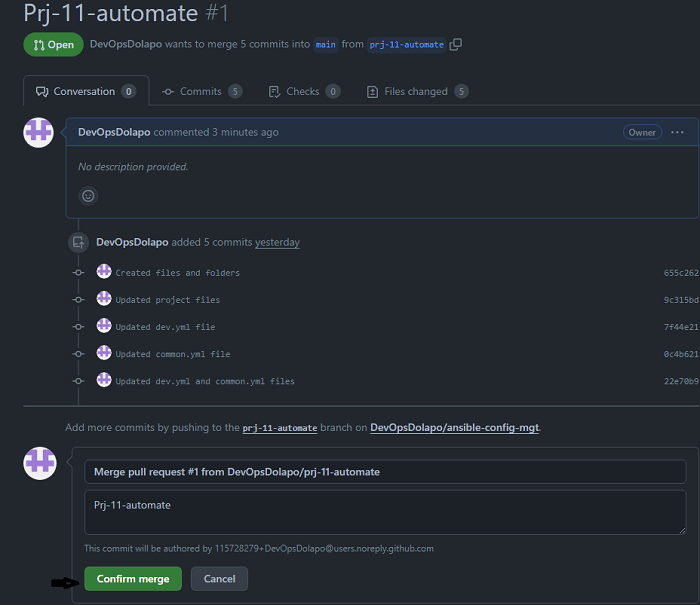 Prj-11-automate #1
Open DevOpsDolapo wants to merge 5 commits into main from prj-11-automate
Conversation 0 Commits 5 Checks 0 Files changed 5
DevOpsDolapo commented 3 minutes ago Owner
No description provided.
DevOpsDolapo added 5 commits yesterday
Created files and folders 655c262
Updated project files 9c315bd
Updated dev.yml file 7f44e21
Updated common.yml file 0c4b621
Updated dev.yml and common.yml files 22e70b9
Add more commits by pushing to the prj-11-automate branch on DevOpsDolapo/ansible-config-mgt.
Merge pull request #1 from DevOpsDolapo/prj-11-automate
Prj-11-automate
This commit will be authored by 115728279+DevOpsDolapo@users.noreply.github.com
Confirm merge Cancel